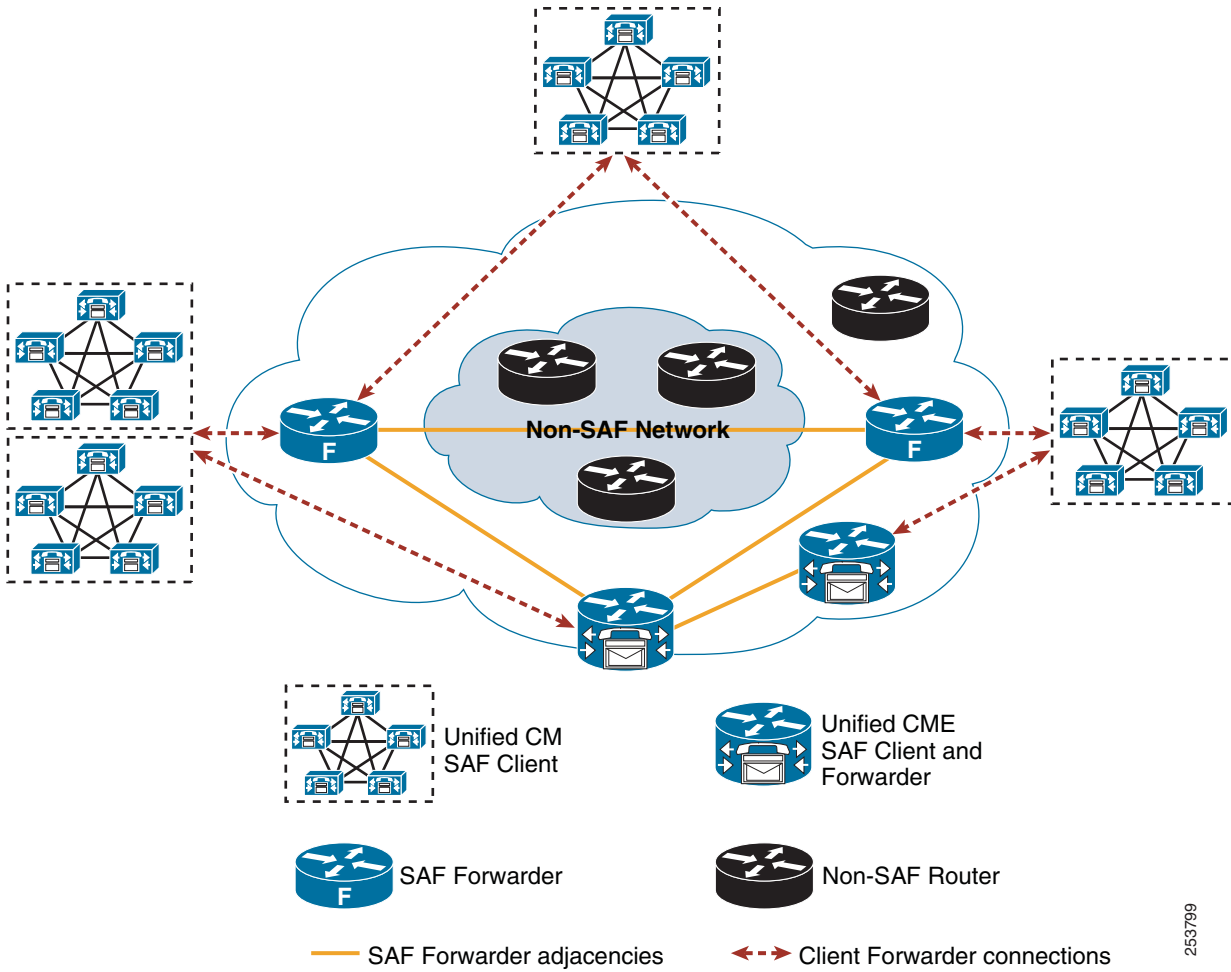 Non-SAF Network
F
F
Unified CM
SAF Client
Unified CME
SAF Client and
Forwarder
SAF Forwarder
F
Non-SAF Router
SAF Forwarder adjacencies
Client Forwarder connections
253799